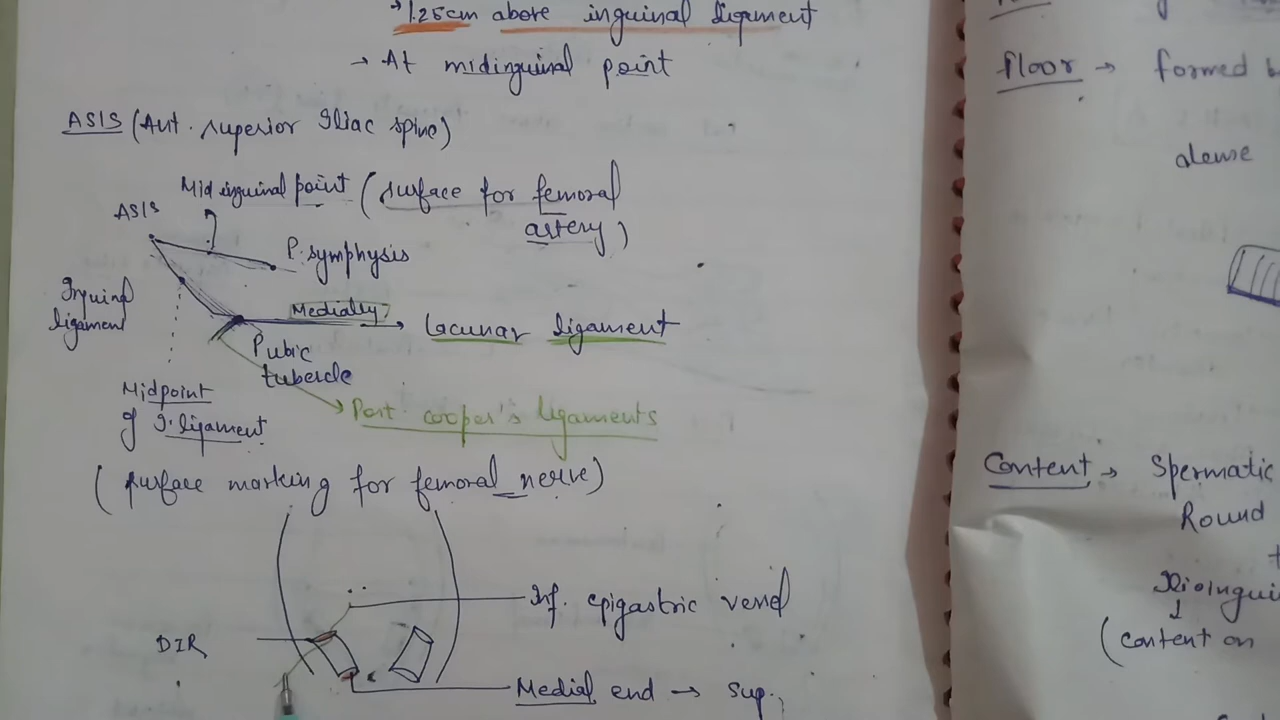 → 1.25cm above inguinal ligament
→ At midinguinal point
ASIS (Ant. superior Iliac spine)
Mid inguinal point (surface for femoral
artery)
ASIS
P. symphysis
Inguinal
ligament
Medially
→ Lacunar ligament
Pubic
tubercle
Midpoint
of I. ligament
→ Post. cooper's ligaments
(surface marking for femoral nerve)
Inf. epigastric vessel
DIR
Medial end → sup.
Floor → formed
dense
Content → Spermatic
Round
(content on